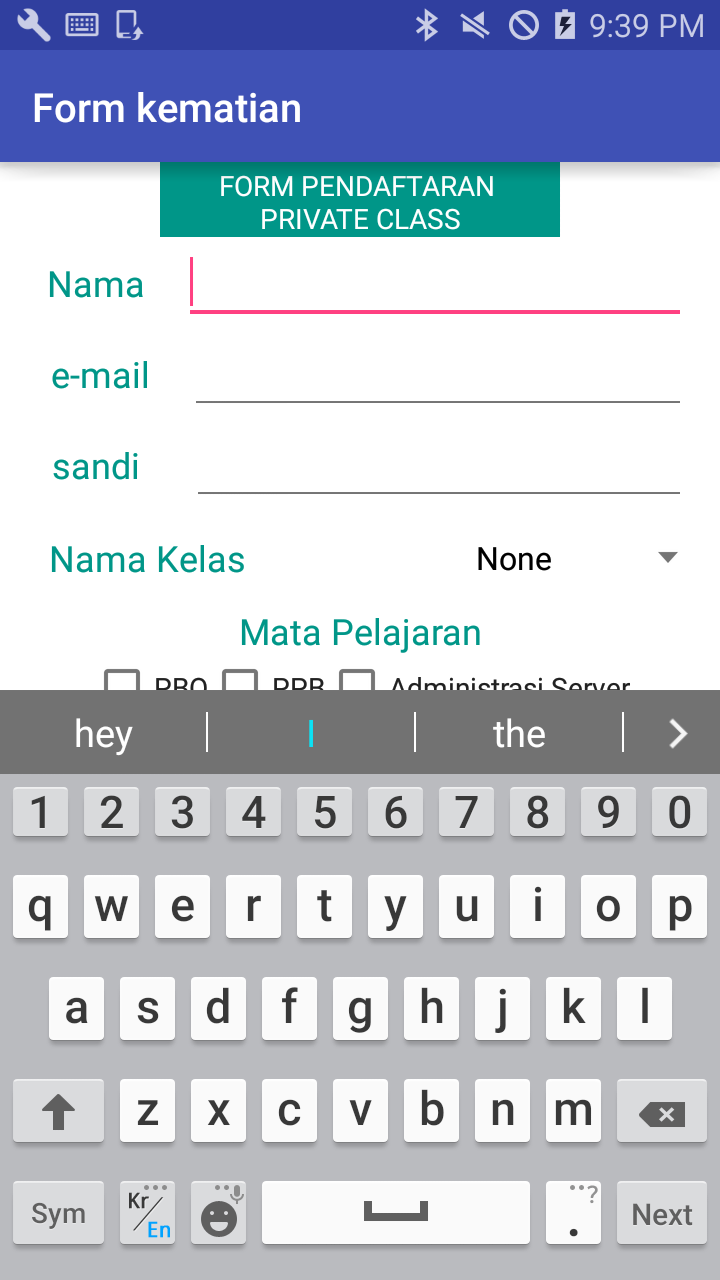 9:39 PM
Form kematian
FORM PENDAFTARAN
PRIVATE CLASS
Nama
e-mail
sandi
Nama Kelas None
Mata Pelajaran
PBO PPB Administrasi Server
hey I the
1 2 3 4 5 6 7 8 9 0
q w e r t y u i o p
a s d f g h j k l
z x c v b n m
Sym Kr/En . ? Next